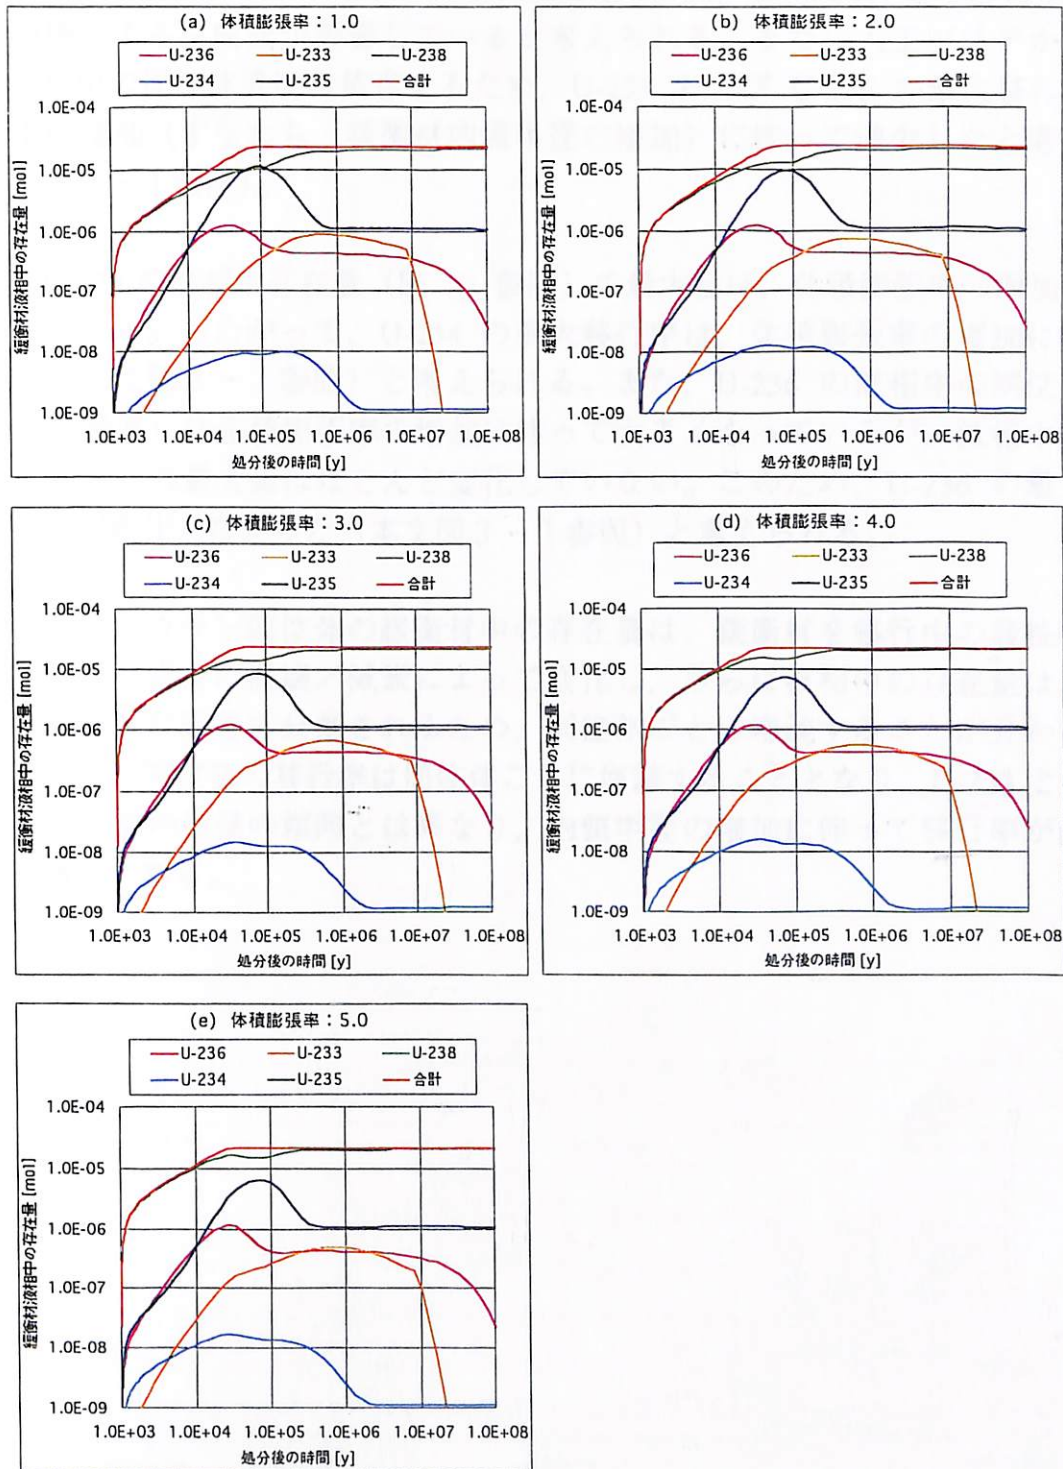 (a) 体積膨張率：1.0
U-236 U-233 U-238
U-234 U-235 合計
緩衝材液相中の存在量 [mol]
1.0E-04
1.0E-05
1.0E-06
1.0E-07
1.0E-08
1.0E-09
1.0E+03 1.0E+04 1.0E+05 1.0E+06 1.0E+07 1.0E+08
処分後の時間 [y]
(b) 体積膨張率：2.0
U-236 U-233 U-238
U-234 U-235 合計
緩衝材液相中の存在量 [mol]
1.0E-04
1.0E-05
1.0E-06
1.0E-07
1.0E-08
1.0E-09
1.0E+03 1.0E+04 1.0E+05 1.0E+06 1.0E+07 1.0E+08
処分後の時間 [y]
(c) 体積膨張率：3.0
U-236 U-233 U-238
U-234 U-235 合計
緩衝材液相中の存在量 [mol]
1.0E-04
1.0E-05
1.0E-06
1.0E-07
1.0E-08
1.0E-09
1.0E+03 1.0E+04 1.0E+05 1.0E+06 1.0E+07 1.0E+08
処分後の時間 [y]
(d) 体積膨張率：4.0
U-236 U-233 U-238
U-234 U-235 合計
緩衝材液相中の存在量 [mol]
1.0E-04
1.0E-05
1.0E-06
1.0E-07
1.0E-08
1.0E-09
1.0E+03 1.0E+04 1.0E+05 1.0E+06 1.0E+07 1.0E+08
処分後の時間 [y]
(e) 体積膨張率：5.0
U-236 U-233 U-238
U-234 U-235 合計
緩衝材液相中の存在量 [mol]
1.0E-04
1.0E-05
1.0E-06
1.0E-07
1.0E-08
1.0E-09
1.0E+03 1.0E+04 1.0E+05 1.0E+06 1.0E+07 1.0E+08
処分後の時間 [y]